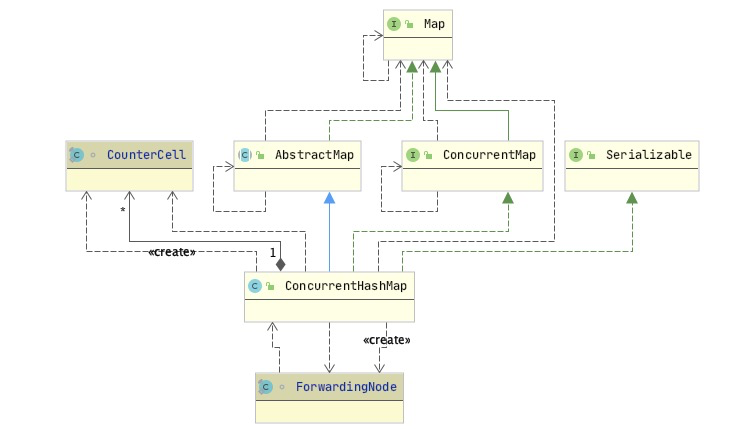 Map
CounterCell
AbstractMap
ConcurrentMap
Serializable
*
1
«create»
ConcurrentHashMap
«create»
ForwardingNode